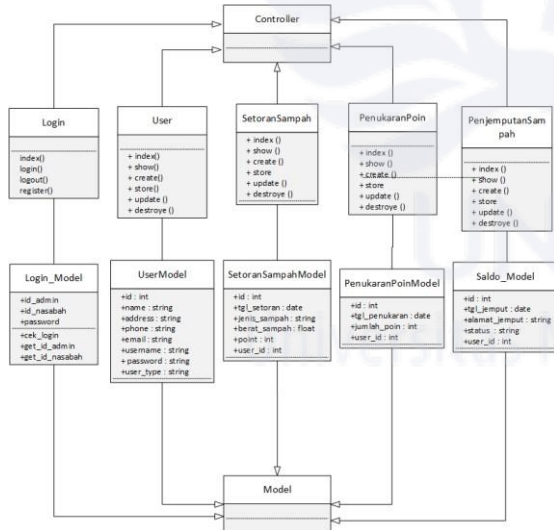 Controller
Login
index()
login()
logout()
register()
User
+ index()
+ show()
+ create()
+ store()
+ update ()
+ destroye ()
SetoranSampah
+ index ()
+ show ()
+ create ()
+ store
+ update ()
+ destroye ()
PenukaranPoin
+ index ()
+ show ()
+ create ()
+ store
+ update ()
+ destroye ()
PenjemputanSam
pah
+ index ()
+ show ()
+ create ()
+ store
+ update ()
+ destroye ()
Login_Model
+id_admin
+id_nasabah
+password
+cek_login
+get_id_admin
+get_id_nasabah
UserModel
+id : int
+name : string
+address : string
+phone : string
+email : string
+username : string
+ password : string
+user_type : string
SetoranSampahModel
+id : int
+tgl_setoran : date
+jenis_sampah : string
+berat_sampah : float
+point : int
+user_id : int
PenukaranPoinModel
+id : int
+tgl_penukaran : date
+jumlah_poin : int
+user_id : int
Saldo_Model
+id : int
+tgl_jemput : date
+alamat_jemput : string
+status : string
+user_id : int
Model